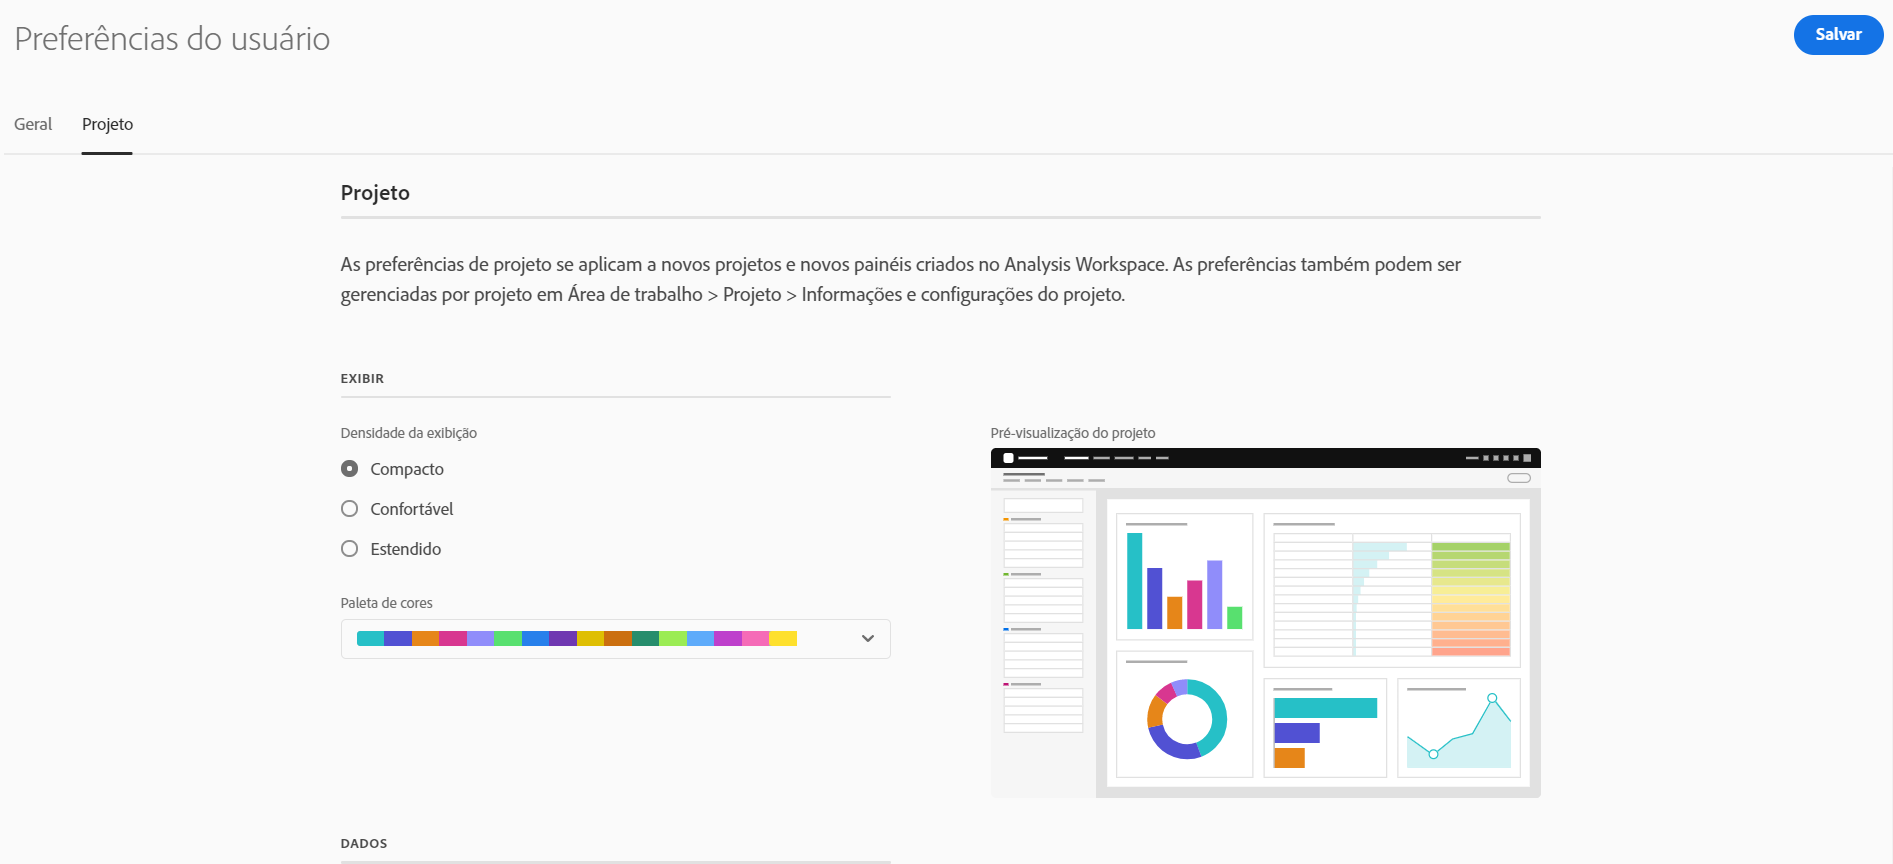 Preferências do usuário
Salvar
Geral
Projeto
Projeto
As preferências de projeto se aplicam a novos projetos e novos painéis criados no Analysis Workspace. As preferências também podem ser
gerenciadas por projeto em Área de trabalho > Projeto > Informações e configurações do projeto.
EXIBIR
Densidade da exibição
Compacto
Confortável
Estendido
Paleta de cores
Pré-visualização do projeto
DADOS